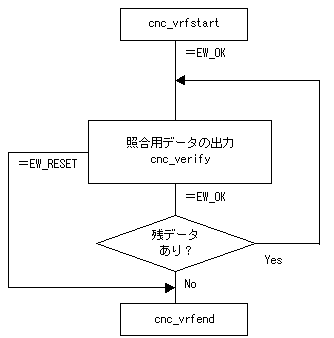 cnc_vrfstart
＝EW_OK
照合用データの出力
cnc_verify
＝EW_RESET
＝EW_OK
残データ
あり？
Yes
No
cnc_vrfend